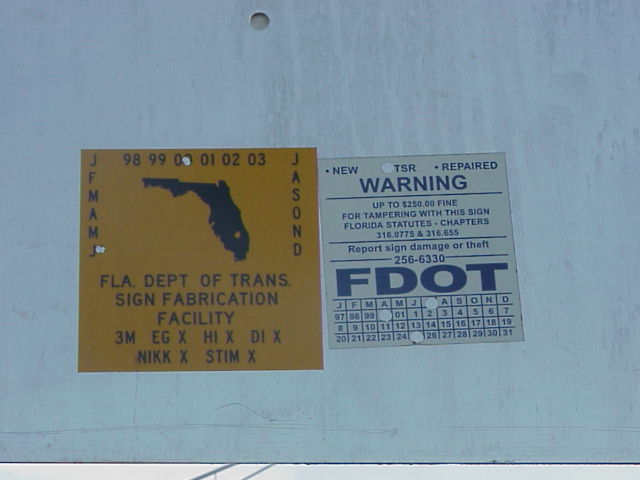 98 99 01 02 03
J
F
M
A
M
J
J
A
S
O
N
D
FLA. DEPT OF TRANS.
SIGN FABRICATION
FACILITY
3M EG X HI X DI X
NIKK X STIM X
• NEW TSR • REPAIRED
WARNING
UP TO $250.00 FINE
FOR TAMPERING WITH THIS SIGN
FLORIDA STATUTES - CHAPTERS
316.0775 & 316.655
Report sign damage or theft
256-6330
FDOT
J F M A M J A S O N D
97 98 99 01 1 2 3 4 5 6 7
8 9 10 11 12 13 14 15 16 17 18 19
20 21 22 23 24 26 27 28 29 30 31